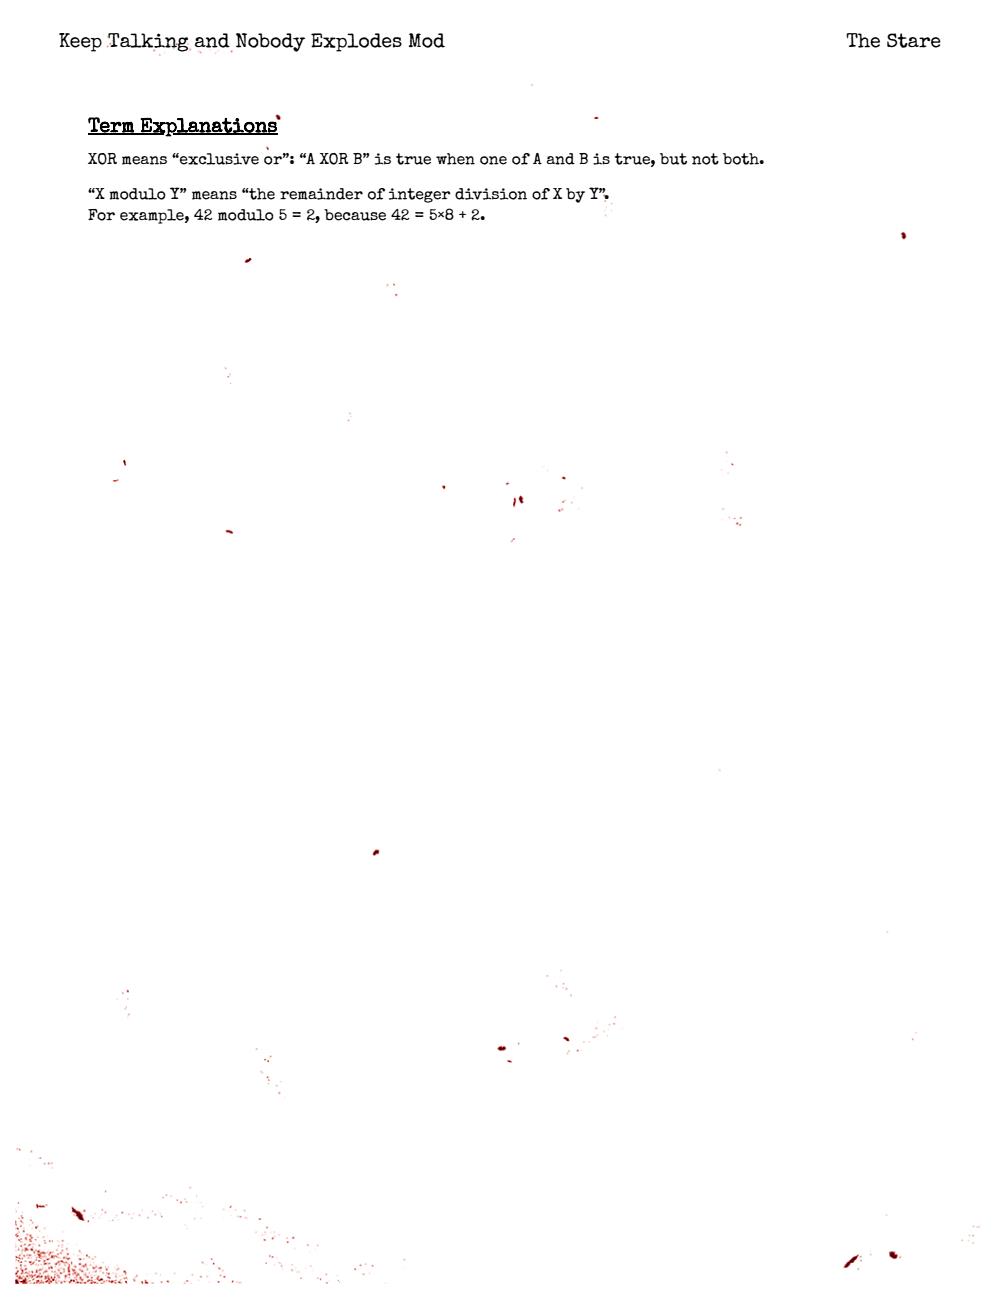 Keep Talking and Nobody Explodes Mod
The Stare
Term Explanations
XOR means “exclusive or”: “A XOR B” is true when one of A and B is true, but not both.
“X modulo Y” means “the remainder of integer division of X by Y”.
For example, 42 modulo 5 = 2, because 42 = 5×8 + 2.